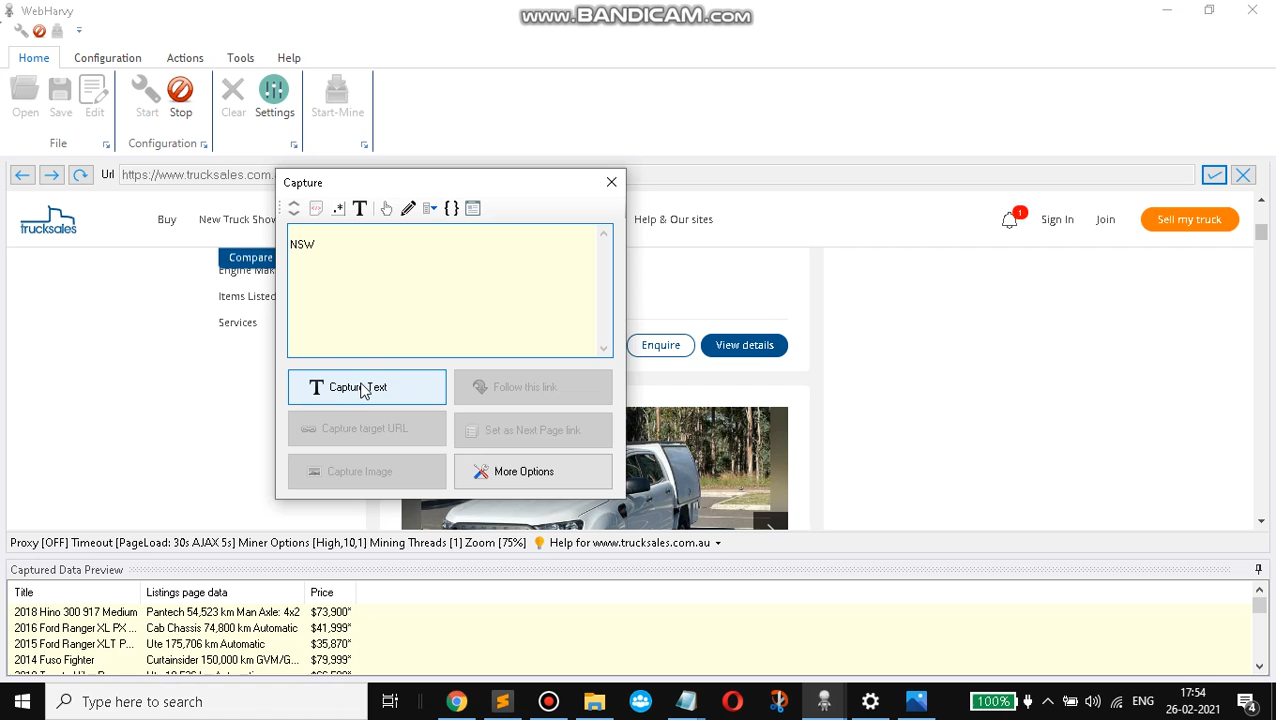 WebHarvy
www.BANDICAM.com
Home Configuration Actions Tools Help
Open Save Edit Start Stop Clear Settings Start-Mine
File Configuration
Url https://www.trucksales.com.
Capture
trucksales
Buy New Truck Sho Help & Our sites 1 Sign In Join Sell my truck
NSW
Compare
Engine Mak
Items Listed
Services
Enquire View details
Capture Text Follow this link
Capture target URL Set as Next Page link
Capture Image More Options
Proxy [OFF] Timeout [PageLoad: 30s AJAX 5s] Miner Options [High,10,1] Mining Threads [1] Zoom [75%] Help for www.trucksales.com.au
Captured Data Preview
Title Listings page data Price
2018 Hino 300 917 Medium Pantech 54,523 km Man Axle: 4x2 $73,900*
2016 Ford Ranger XL PX ... Cab Chassis 74,800 km Automatic $41,999*
2015 Ford Ranger XLT P... Ute 175,706 km Automatic $35,870*
2014 Fuso Fighter Curtainsider 150,000 km GVM/G... $79,999*
Type here to search 100% ENG 17:54
26-02-2021 4